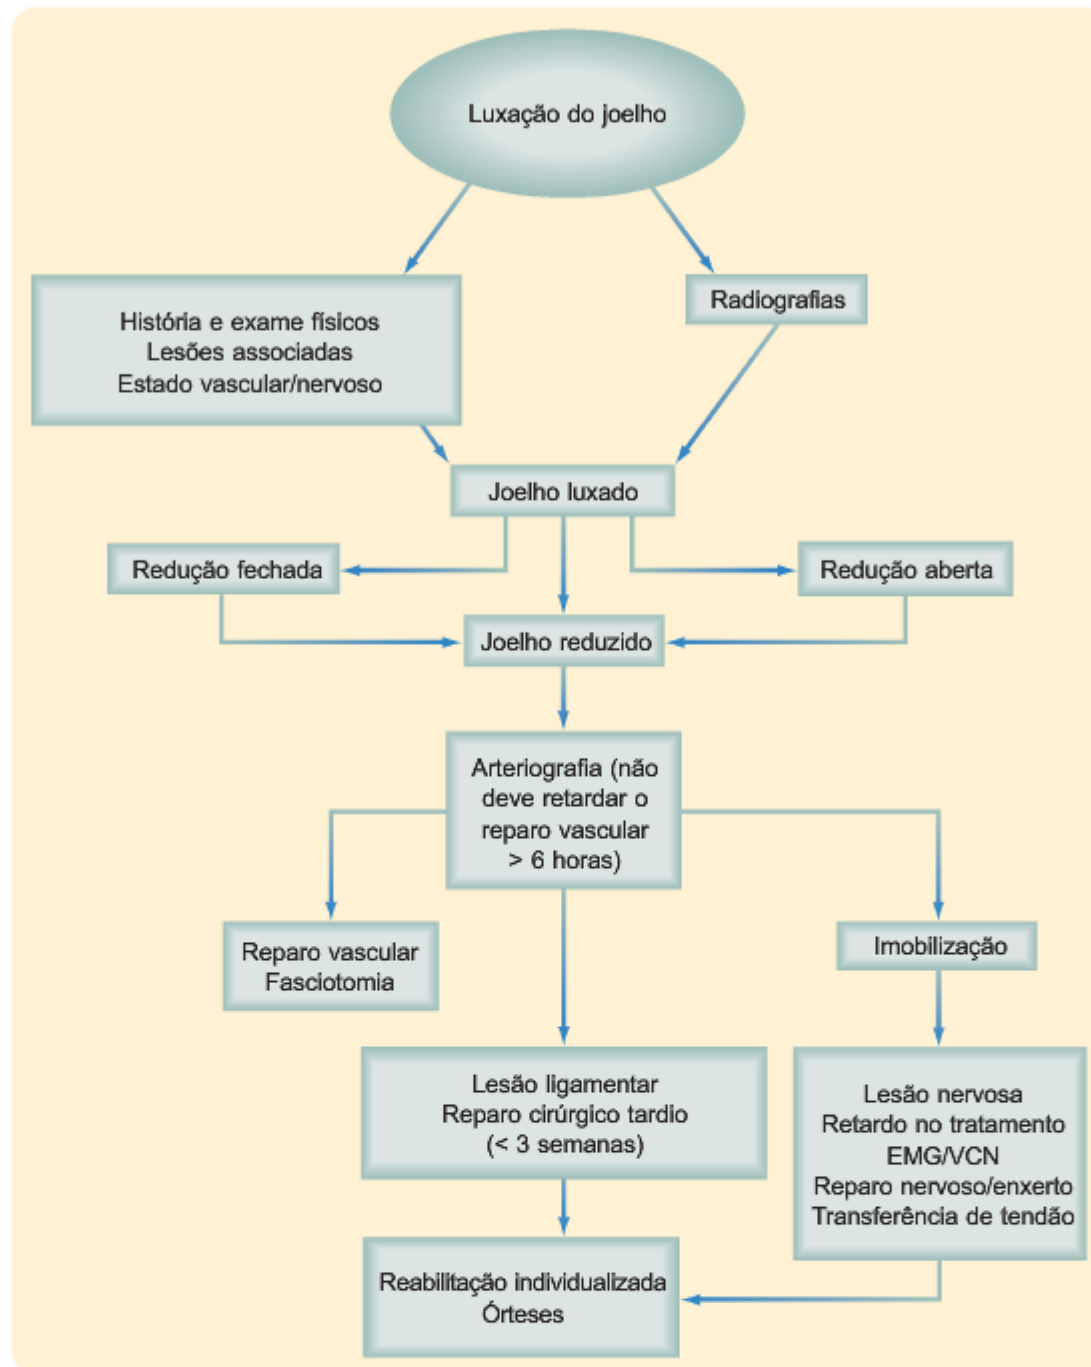 Luxação do joelho
História e exame físicos
Lesões associadas
Estado vascular/nervoso
Radiografias
Joelho luxado
Redução fechada
Redução aberta
Joelho reduzido
Arteriografia (não
deve retardar o
reparo vascular
> 6 horas)
Reparo vascular
Fasciotomia
Imobilização
Lesão ligamentar
Reparo cirúrgico tardio
(< 3 semanas)
Lesão nervosa
Retardo no tratamento
EMG/VCN
Reparo nervoso/enxerto
Transferência de tendão
Reabilitação individualizada
Órteses